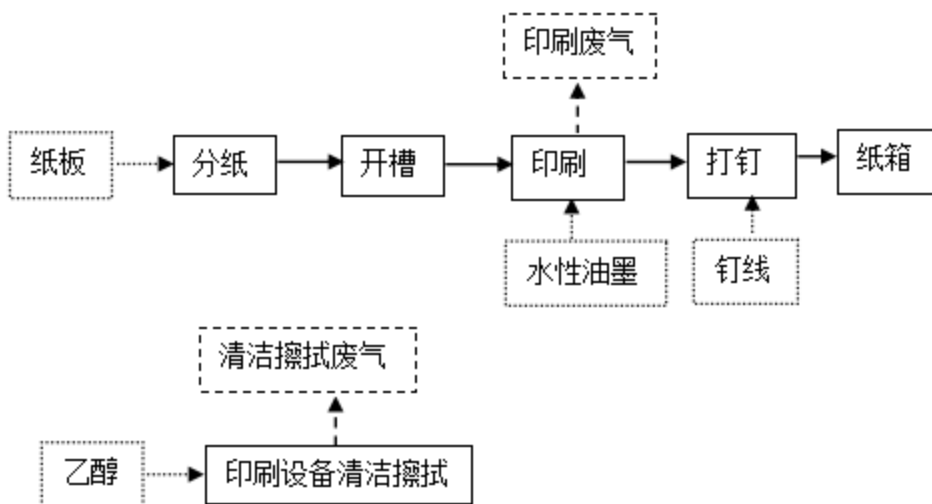 印刷废气
纸板
分纸
开槽
印刷
打钉
纸箱
水性油墨
钉线
清洁擦拭废气
乙醇
印刷设备清洁擦拭